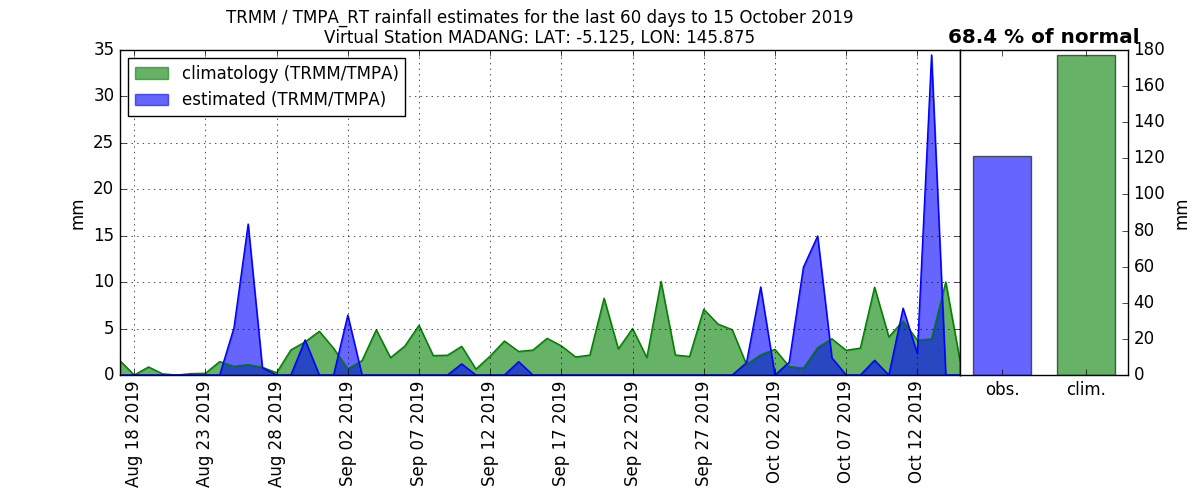 TRMM / TMPA_RT rainfall estimates for the last 60 days to 15 October 2019
Virtual Station MADANG: LAT: -5.125, LON: 145.875
68.4 % of normal
climatology (TRMM/TMPA)
estimated (TRMM/TMPA)
mm
35
30
25
20
15
10
5
0
Aug 18 2019
Aug 23 2019
Aug 28 2019
Sep 02 2019
Sep 07 2019
Sep 12 2019
Sep 17 2019
Sep 22 2019
Sep 27 2019
Oct 02 2019
Oct 07 2019
Oct 12 2019
obs.
clim.
180
160
140
120
100
80
60
40
20
0
mm